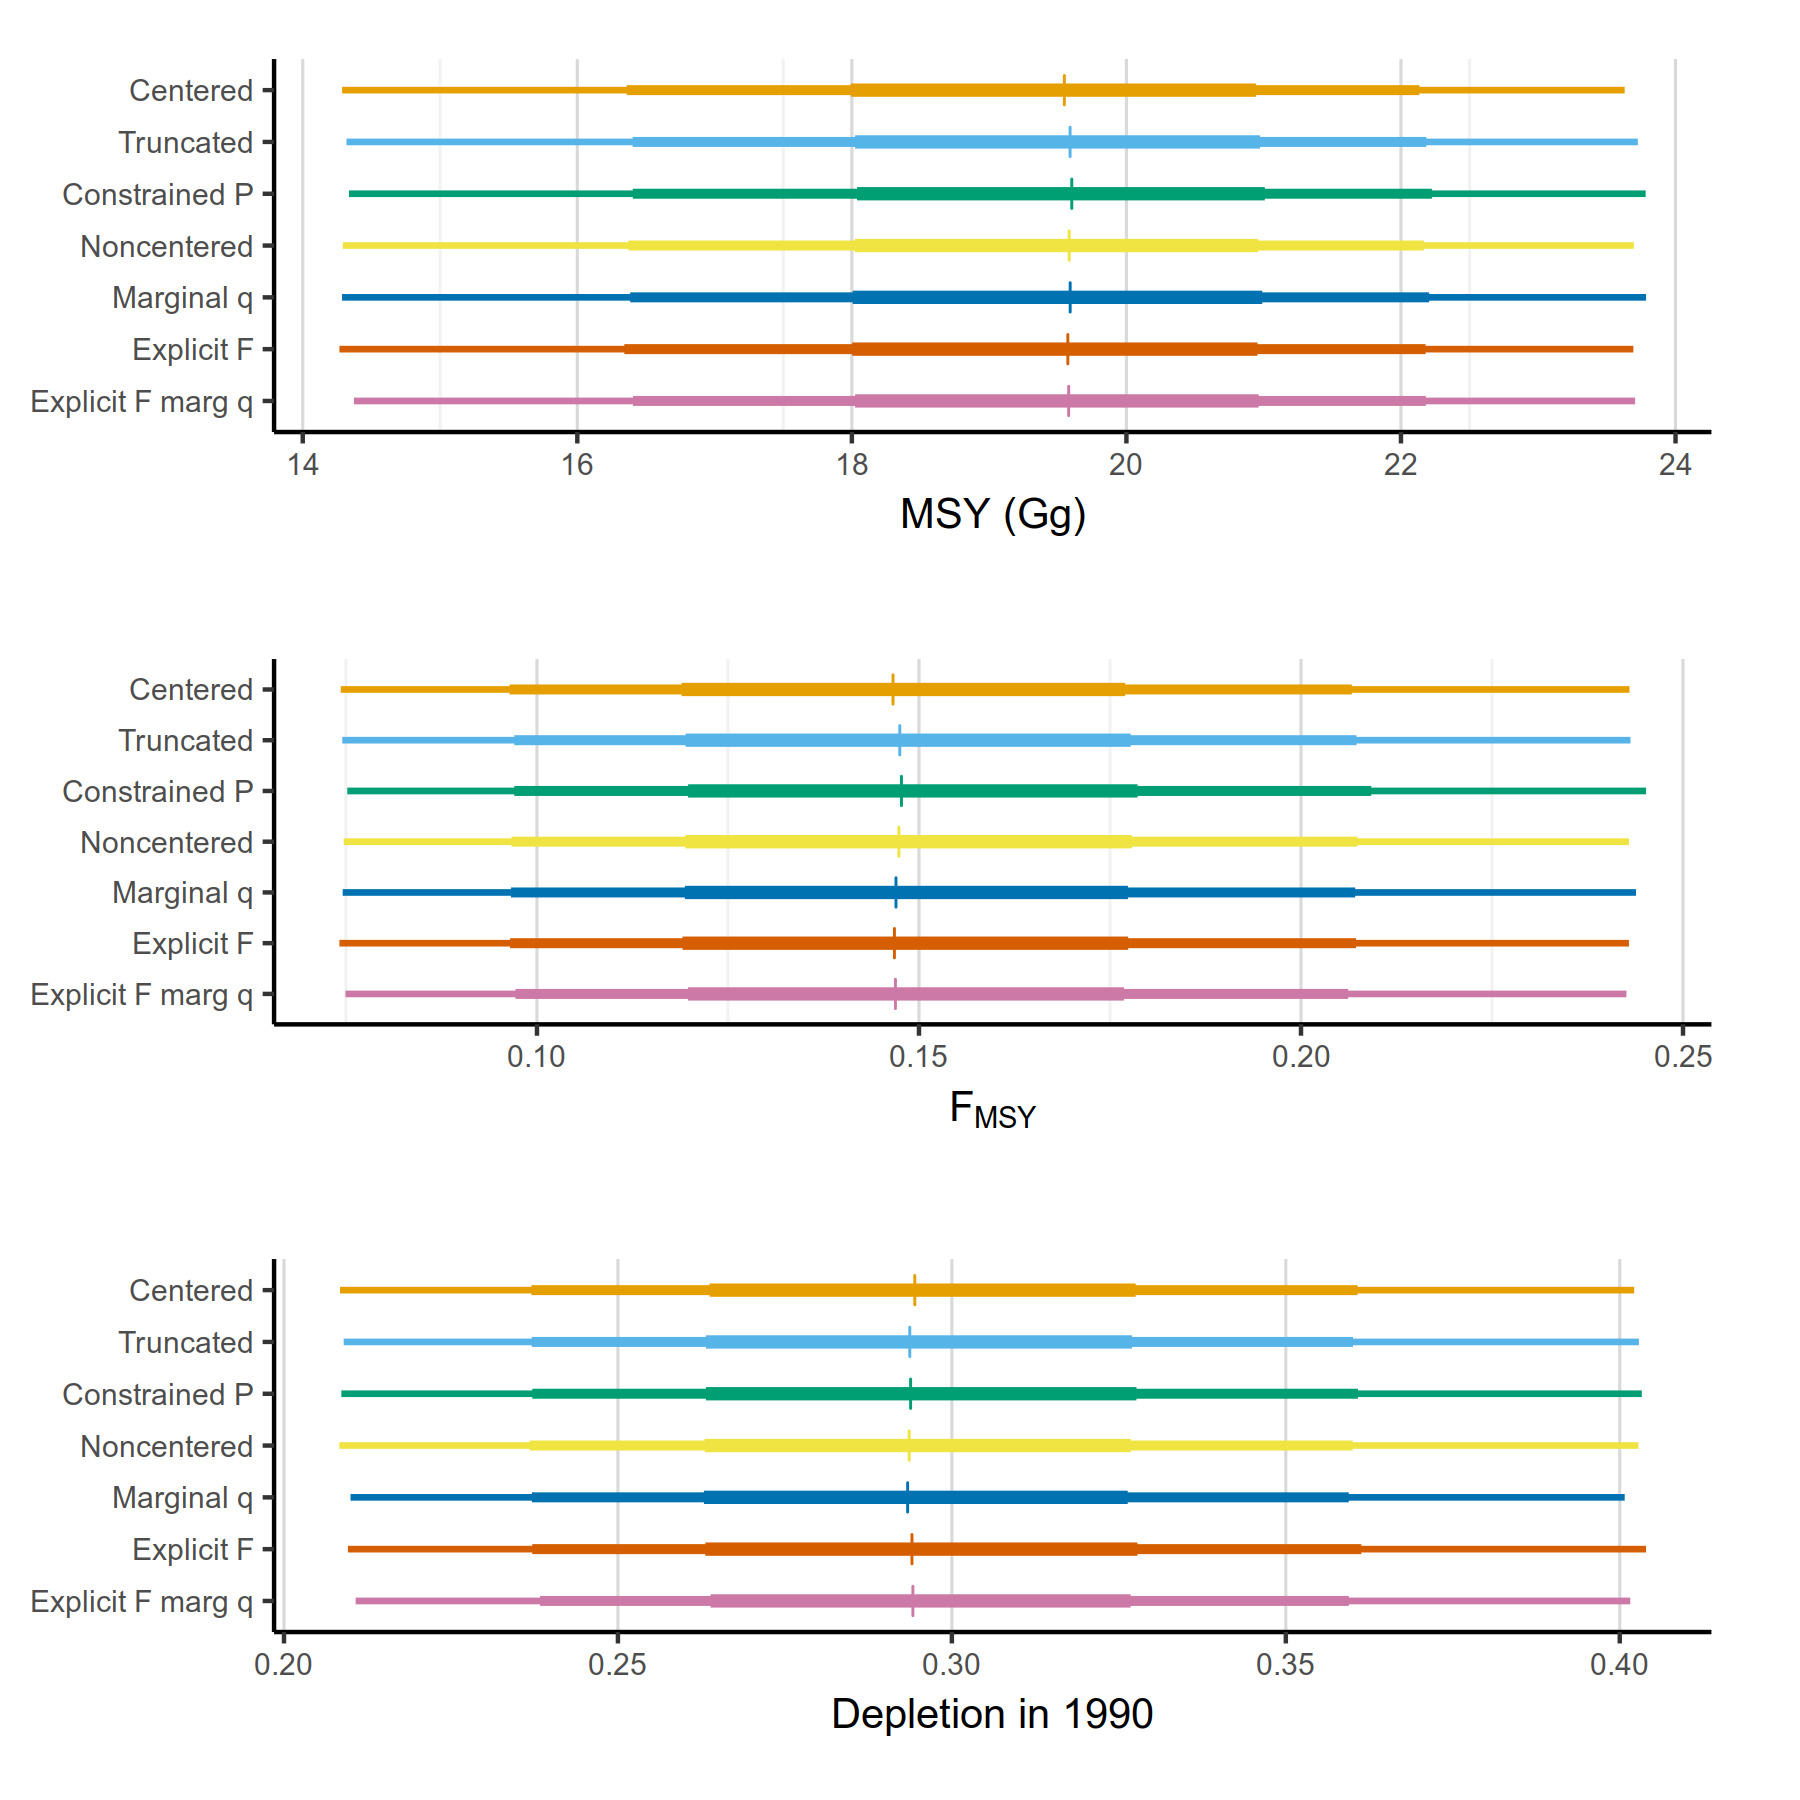 Centered
Truncated
Constrained P
Noncentered
Marginal q
Explicit F
Explicit F marg q
14 16 18 20 22 24
MSY (Gg)
Centered
Truncated
Constrained P
Noncentered
Marginal q
Explicit F
Explicit F marg q
0.10 0.15 0.20 0.25
FMSY
Centered
Truncated
Constrained P
Noncentered
Marginal q
Explicit F
Explicit F marg q
0.20 0.25 0.30 0.35 0.40
Depletion in 1990